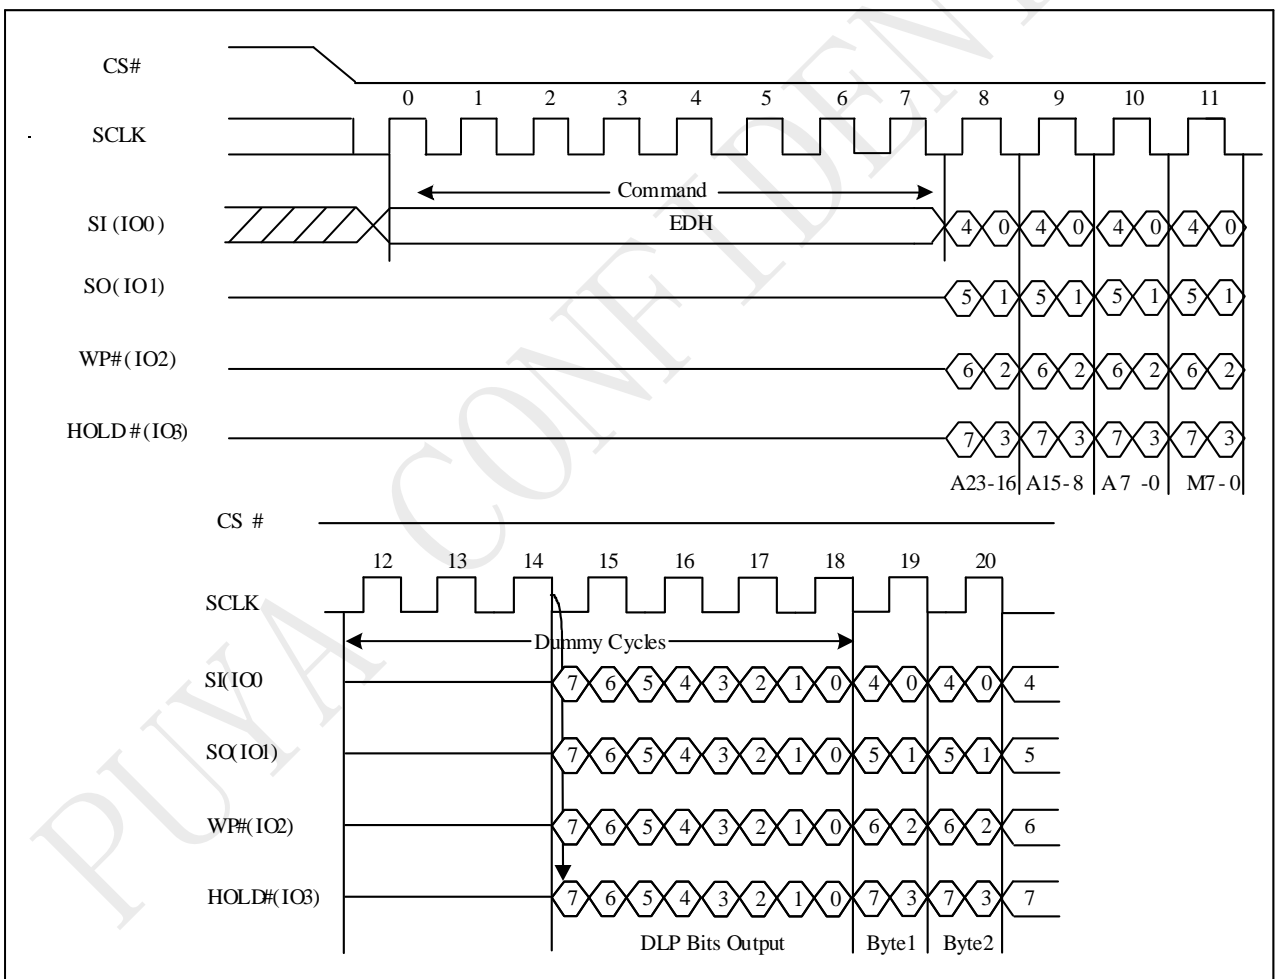 PUYA CONFIDENT
CS#
0 1 2 3 4 5 6 7 8 9 10 11
SCLK
Command
SI (IO0) EDH 4 0 4 0 4 0 4 0
SO( IO1) 5 1 5 1 5 1 5 1
WP#( IO2) 6 2 6 2 6 2 6 2
HOLD #(IO3) 7 3 7 3 7 3 7 3
A23-16 A15-8 A7 -0 M7-0
CS #
12 13 14 15 16 17 18 19 20
SCLK
Dummy Cycles
SI(IO0 7 6 5 4 3 2 1 0 4 0 4 0 4
SO(IO1) 7 6 5 4 3 2 1 0 5 1 5 1 5
WP#(IO2) 7 6 5 4 3 2 1 0 6 2 6 2 6
HOLD#(IO3) 7 6 5 4 3 2 1 0 7 3 7 3 7
DLP Bits Output Byte1 Byte2